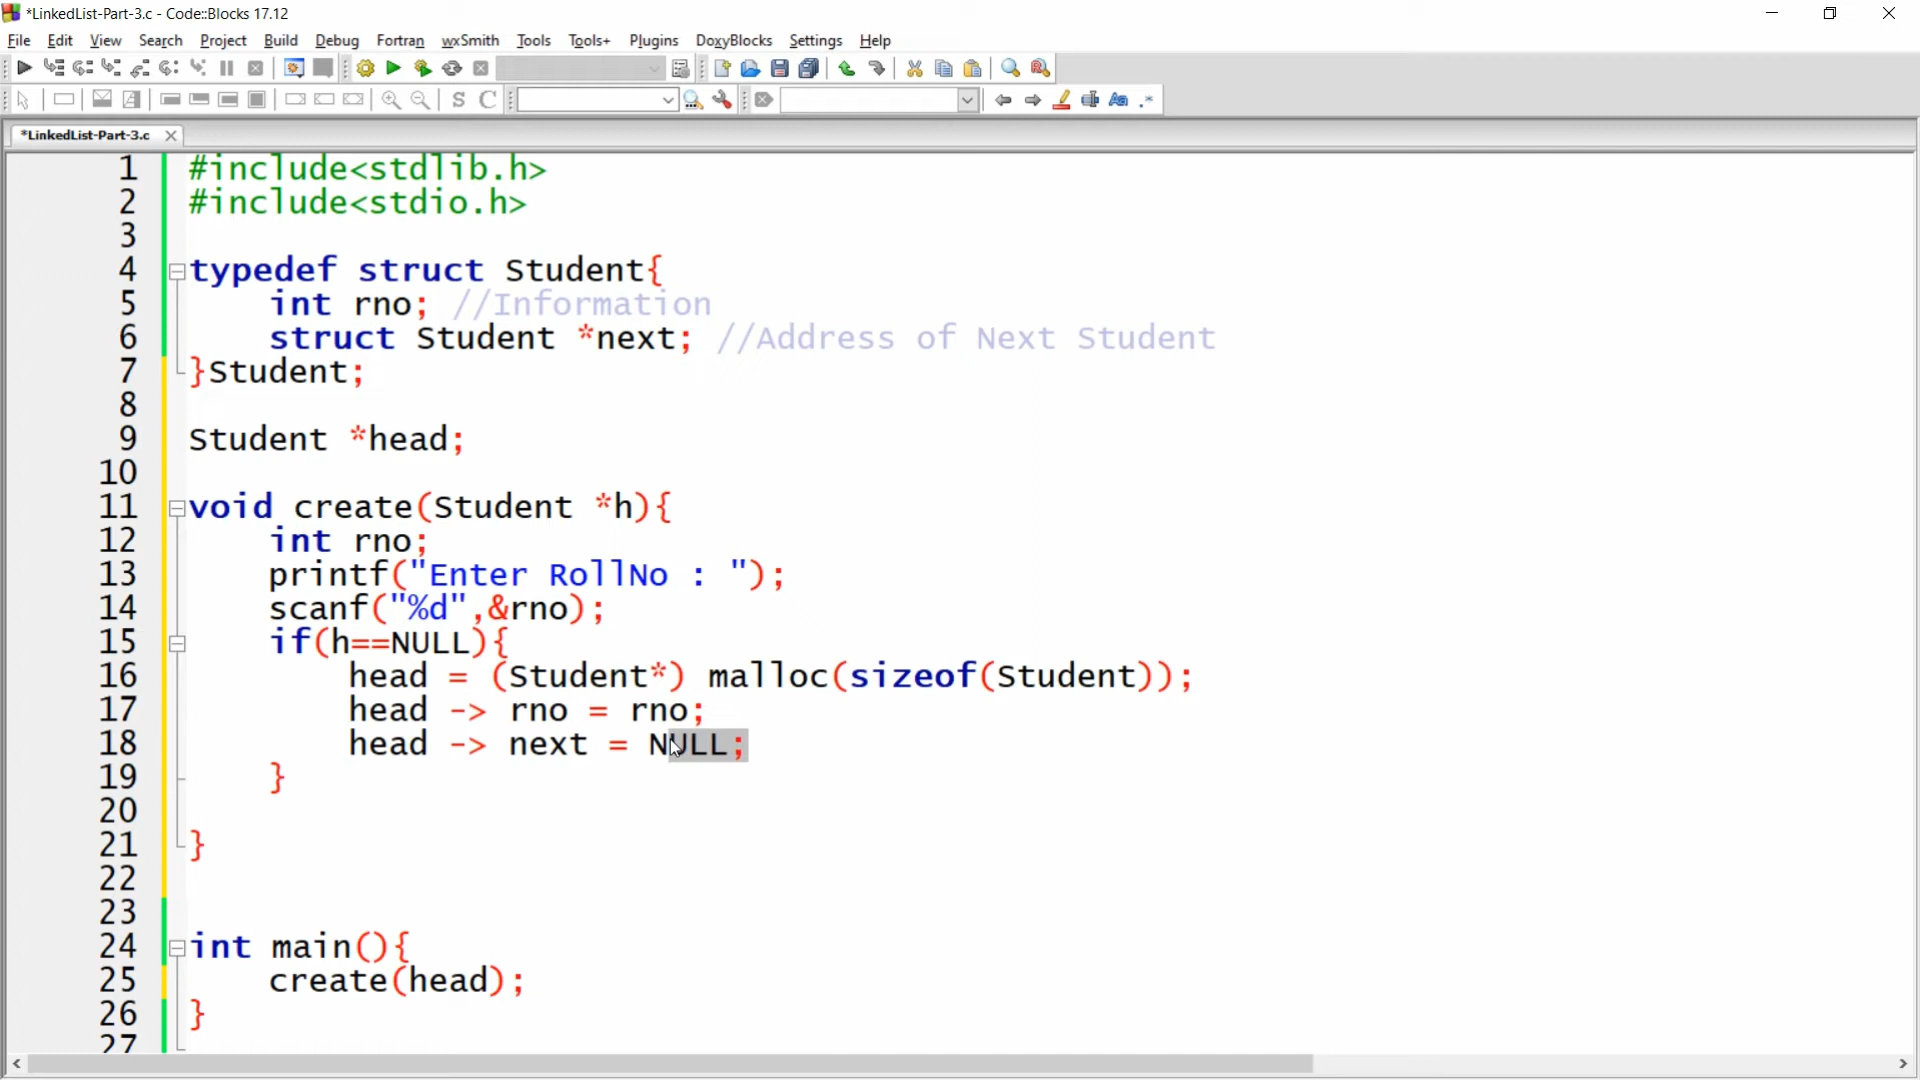 *LinkedList-Part-3.c - Code::Blocks 17.12
File Edit View Search Project Build Debug Fortran wxSmith Tools Tools+ Plugins DoxyBlocks Settings Help
S C Aa .*
*LinkedList-Part-3.c
1 #include<stdlib.h>
2 #include<stdio.h>
3
4 typedef struct Student{
5 int rno; //Information
6 struct Student *next; //Address of Next Student
7 }Student;
8
9 Student *head;
10
11 void create(Student *h){
12 int rno;
13 printf("Enter RollNo : ");
14 scanf("%d",&rno);
15 if(h==NULL){
16 head = (Student*) malloc(sizeof(Student));
17 head -> rno = rno;
18 head -> next = NULL;
19 }
20
21 }
22
23
24 int main(){
25 create(head);
26 }
27